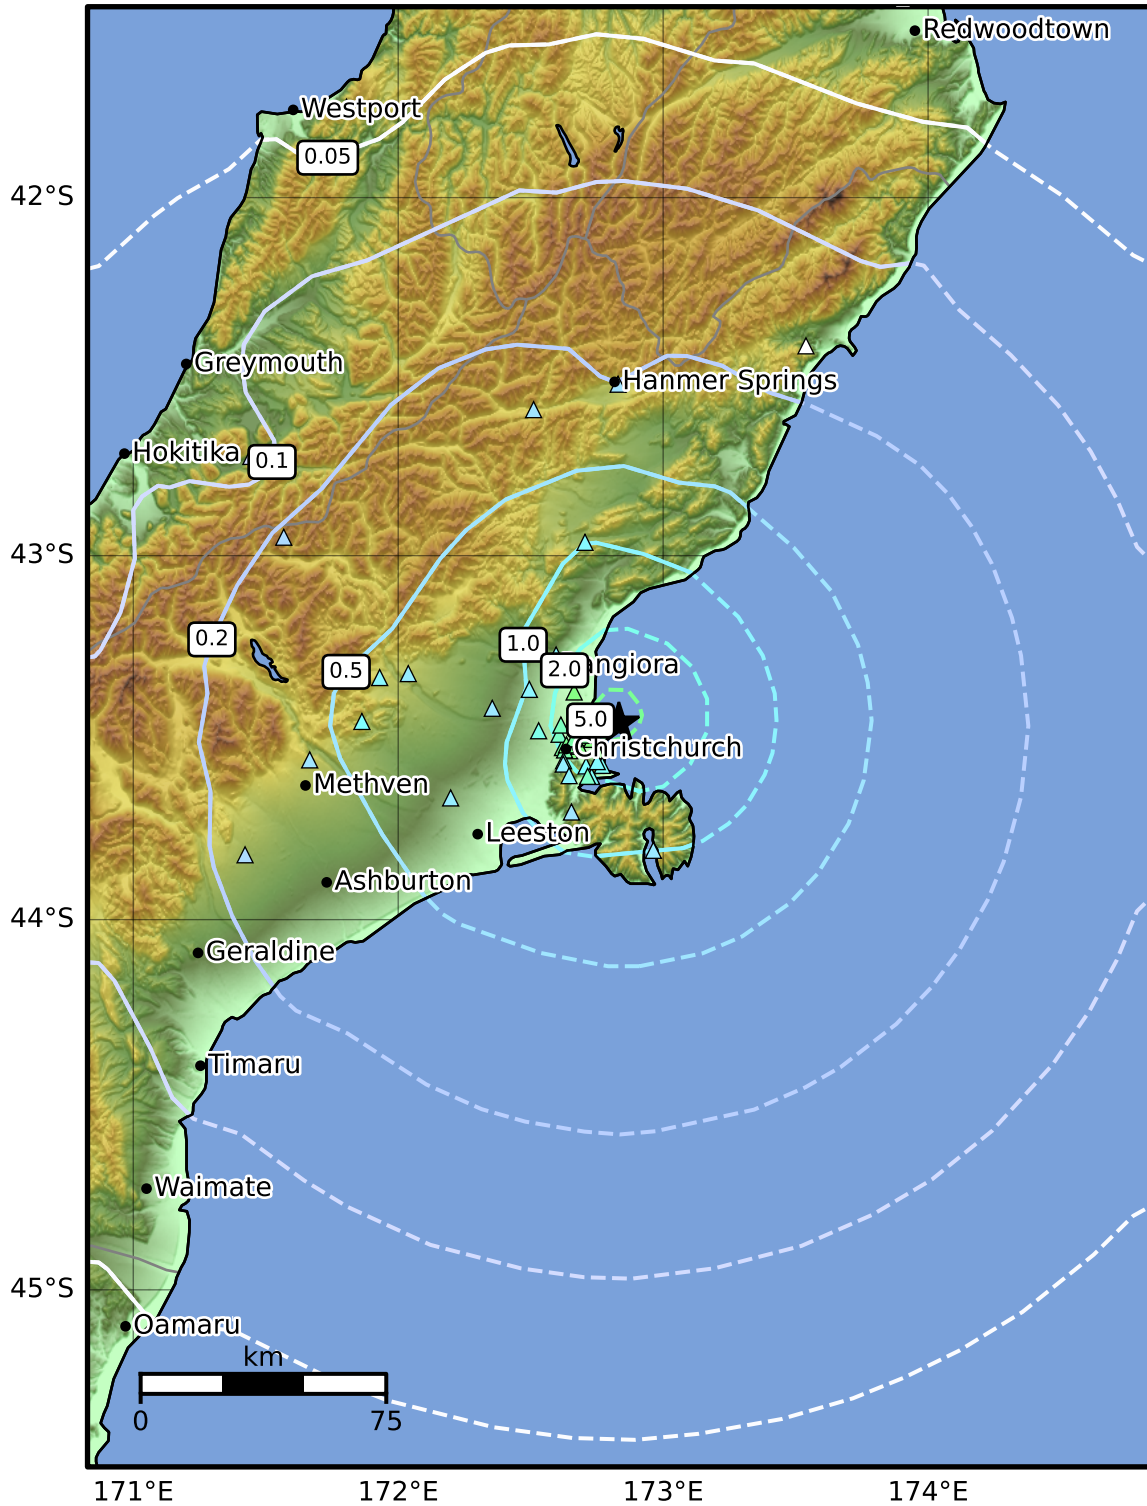 Redwoodtown
Westport
0.05
42°S
Greymouth
Hanmer Springs
Hokitika
0.1
43°S
0.2
1.0
0.5
2.0
angiora
5.0
Christchurch
Methven
Leeston
Ashburton
44°S
Geraldine
Timaru
Waimate
45°S
Oamaru
km
0 75
171°E 172°E 173°E 174°E